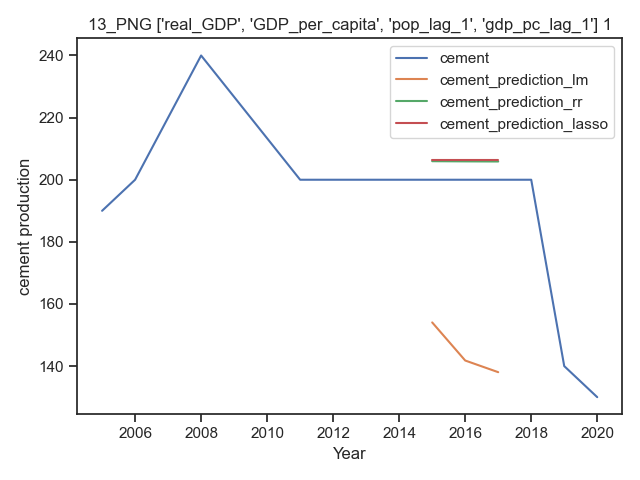 13_PNG ['real_GDP', 'GDP_per_capita', 'pop_lag_1', 'gdp_pc_lag_1'] 1
cement
cement_prediction_lm
cement_prediction_rr
cement_prediction_lasso
cement production
240
220
200
180
160
140
2006 2008 2010 2012 2014 2016 2018 2020
Year